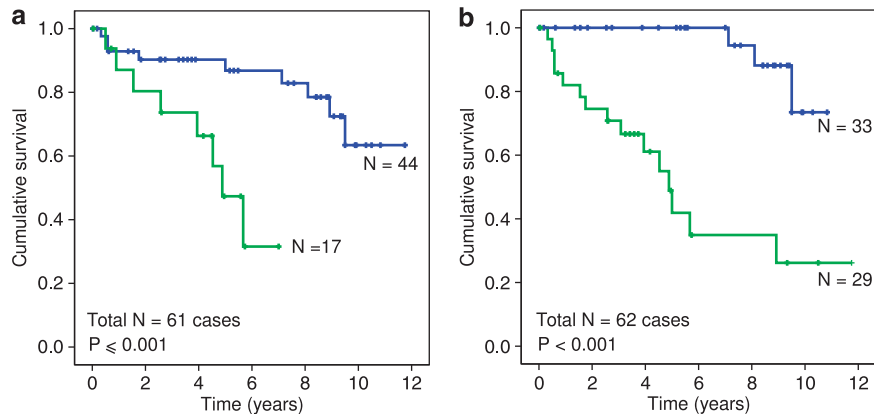 a
Cumulative survival
1.0
0.8
0.6
0.4
0.2
0.0
N = 44
N =17
Total N = 61 cases
P ⩽ 0.001
0 2 4 6 8 10 12
Time (years)
b
Cumulative survival
1.0
0.8
0.6
0.4
0.2
0.0
N = 33
N = 29
Total N = 62 cases
P < 0.001
0 2 4 6 8 10 12
Time (years)